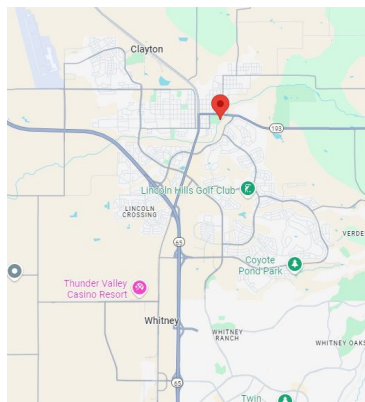 Clayton
193
Lincoln Hills Golf Club
LINCOLN
CROSSING
VERDE
65
Coyote
Pond Park
Thunder Valley
Casino Resort
Whitney
WHITNEY
RANCH
WHITNEY OAKS
65
Twin